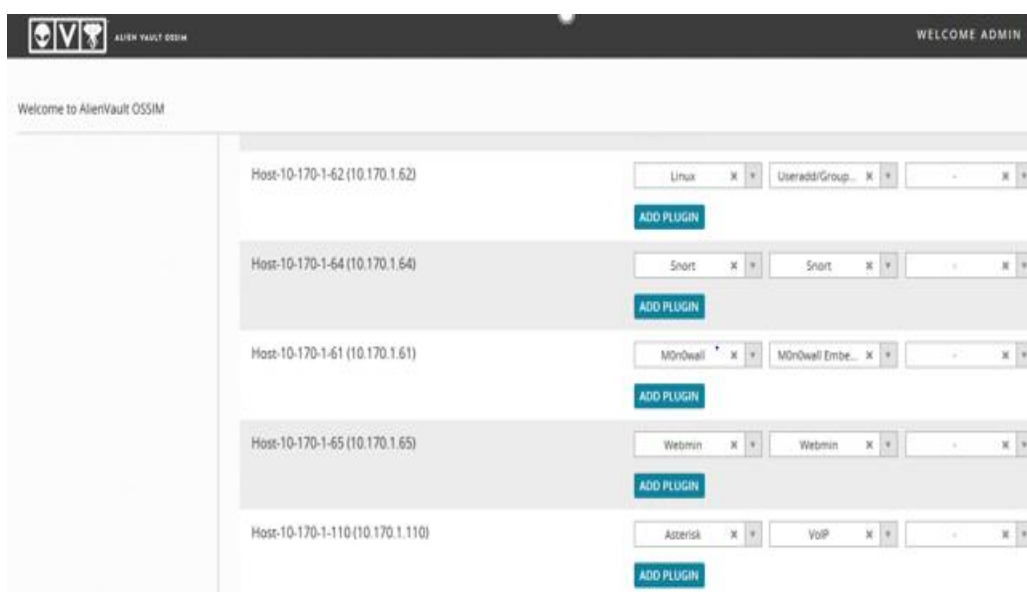 V ALIEN VAULT OSSIM
WELCOME ADMIN
Welcome to AlienVault OSSIM
Host-10-170-1-62 (10.170.1.62) Linux × Useradd/Group... × - ×
ADD PLUGIN
Host-10-170-1-64 (10.170.1.64) Snort × Snort × - ×
ADD PLUGIN
Host-10-170-1-61 (10.170.1.61) M0n0wall × M0n0wall Embe... × - ×
ADD PLUGIN
Host-10-170-1-65 (10.170.1.65) Webmin × Webmin × - ×
ADD PLUGIN
Host-10-170-1-110 (10.170.1.110) Asterisk × VoIP × - ×
ADD PLUGIN